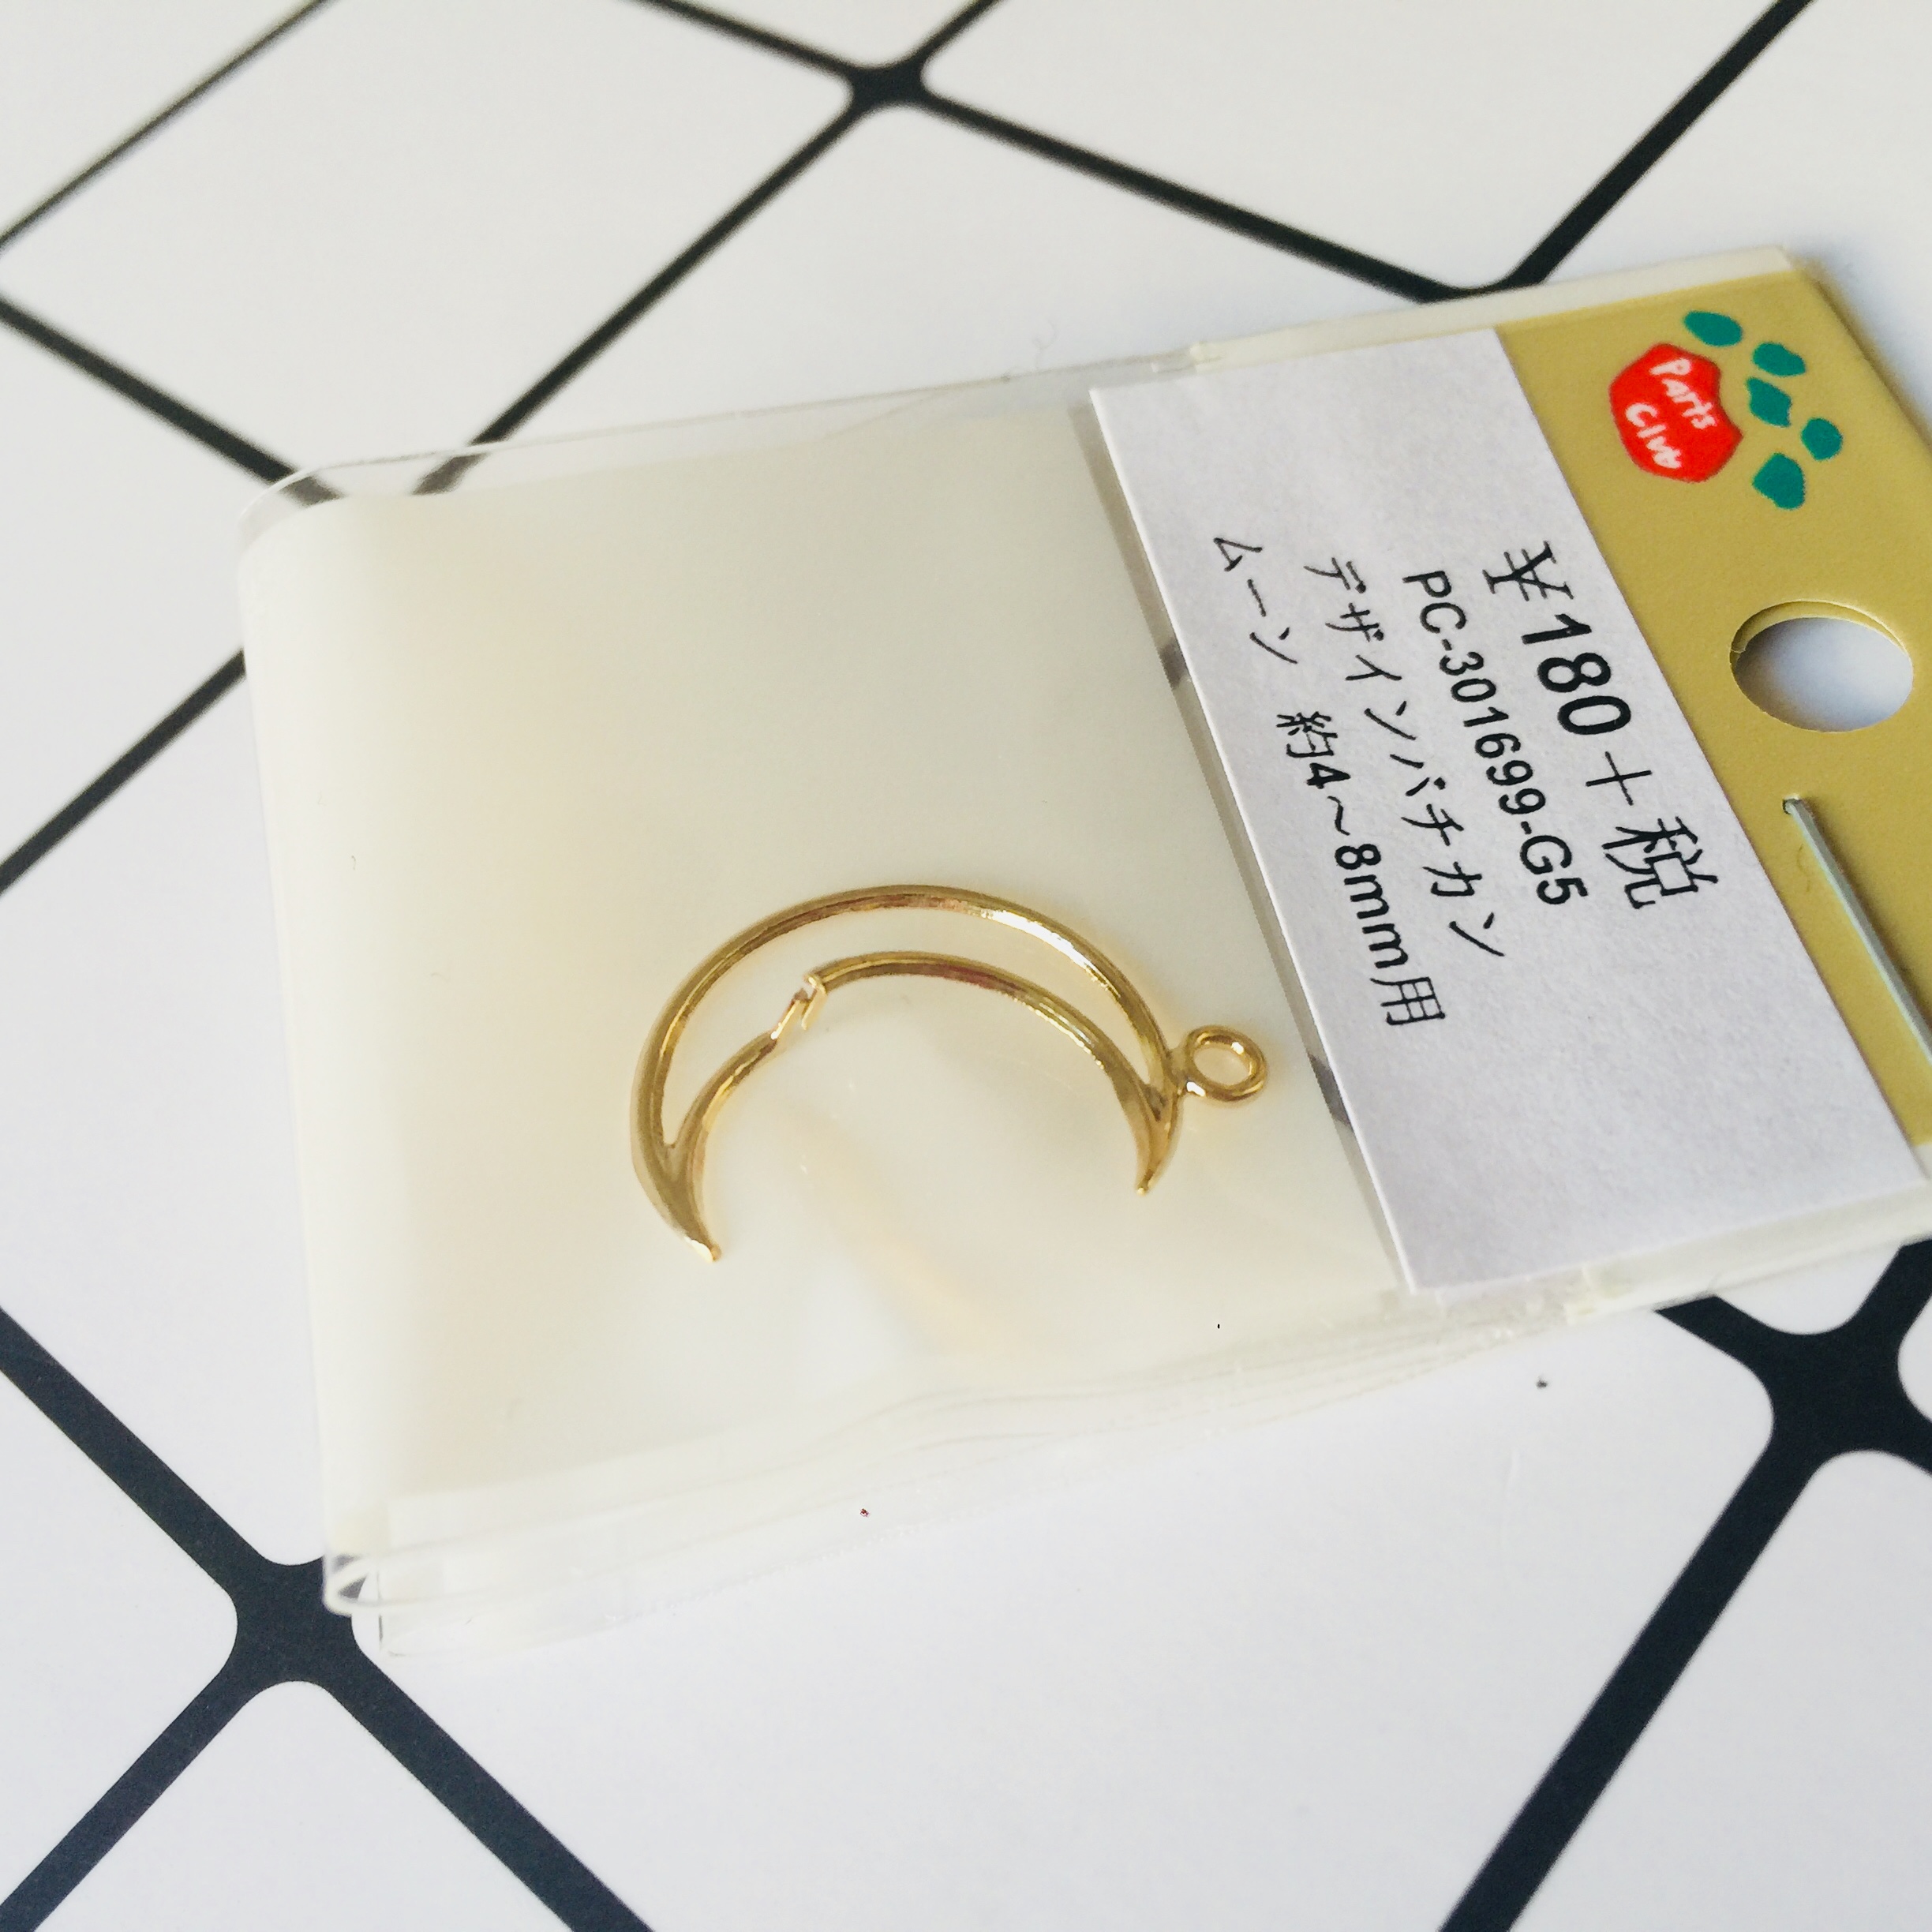 Parts
Club
¥180+税
PC-301699-G5
デザインバチカン
ムーン 約4～8mm用